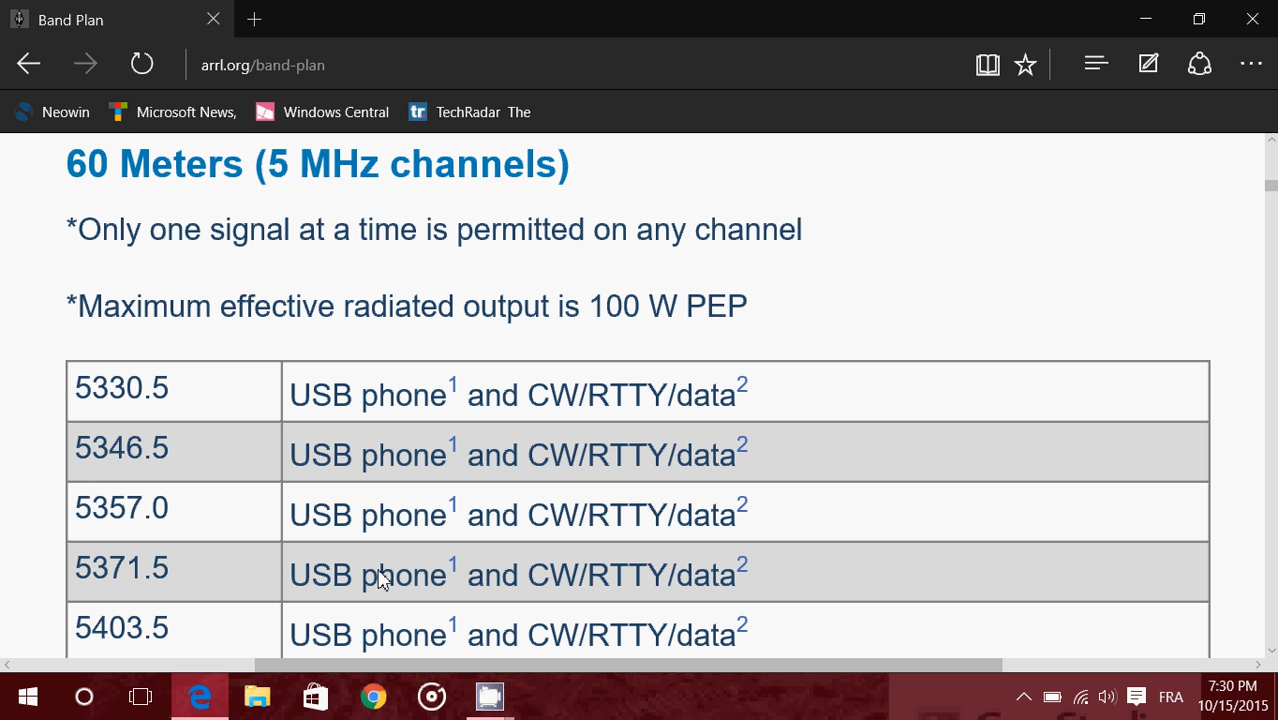 Band Plan
arrl.org/band-plan
Neowin Microsoft News, Windows Central tr TechRadar The
60 Meters (5 MHz channels)
*Only one signal at a time is permitted on any channel
*Maximum effective radiated output is 100 W PEP
5330.5 USB phone1 and CW/RTTY/data2
5346.5 USB phone1 and CW/RTTY/data2
5357.0 USB phone1 and CW/RTTY/data2
5371.5 USB phone1 and CW/RTTY/data2
5403.5 USB phone1 and CW/RTTY/data2
FRA
7:30 PM
10/15/2015